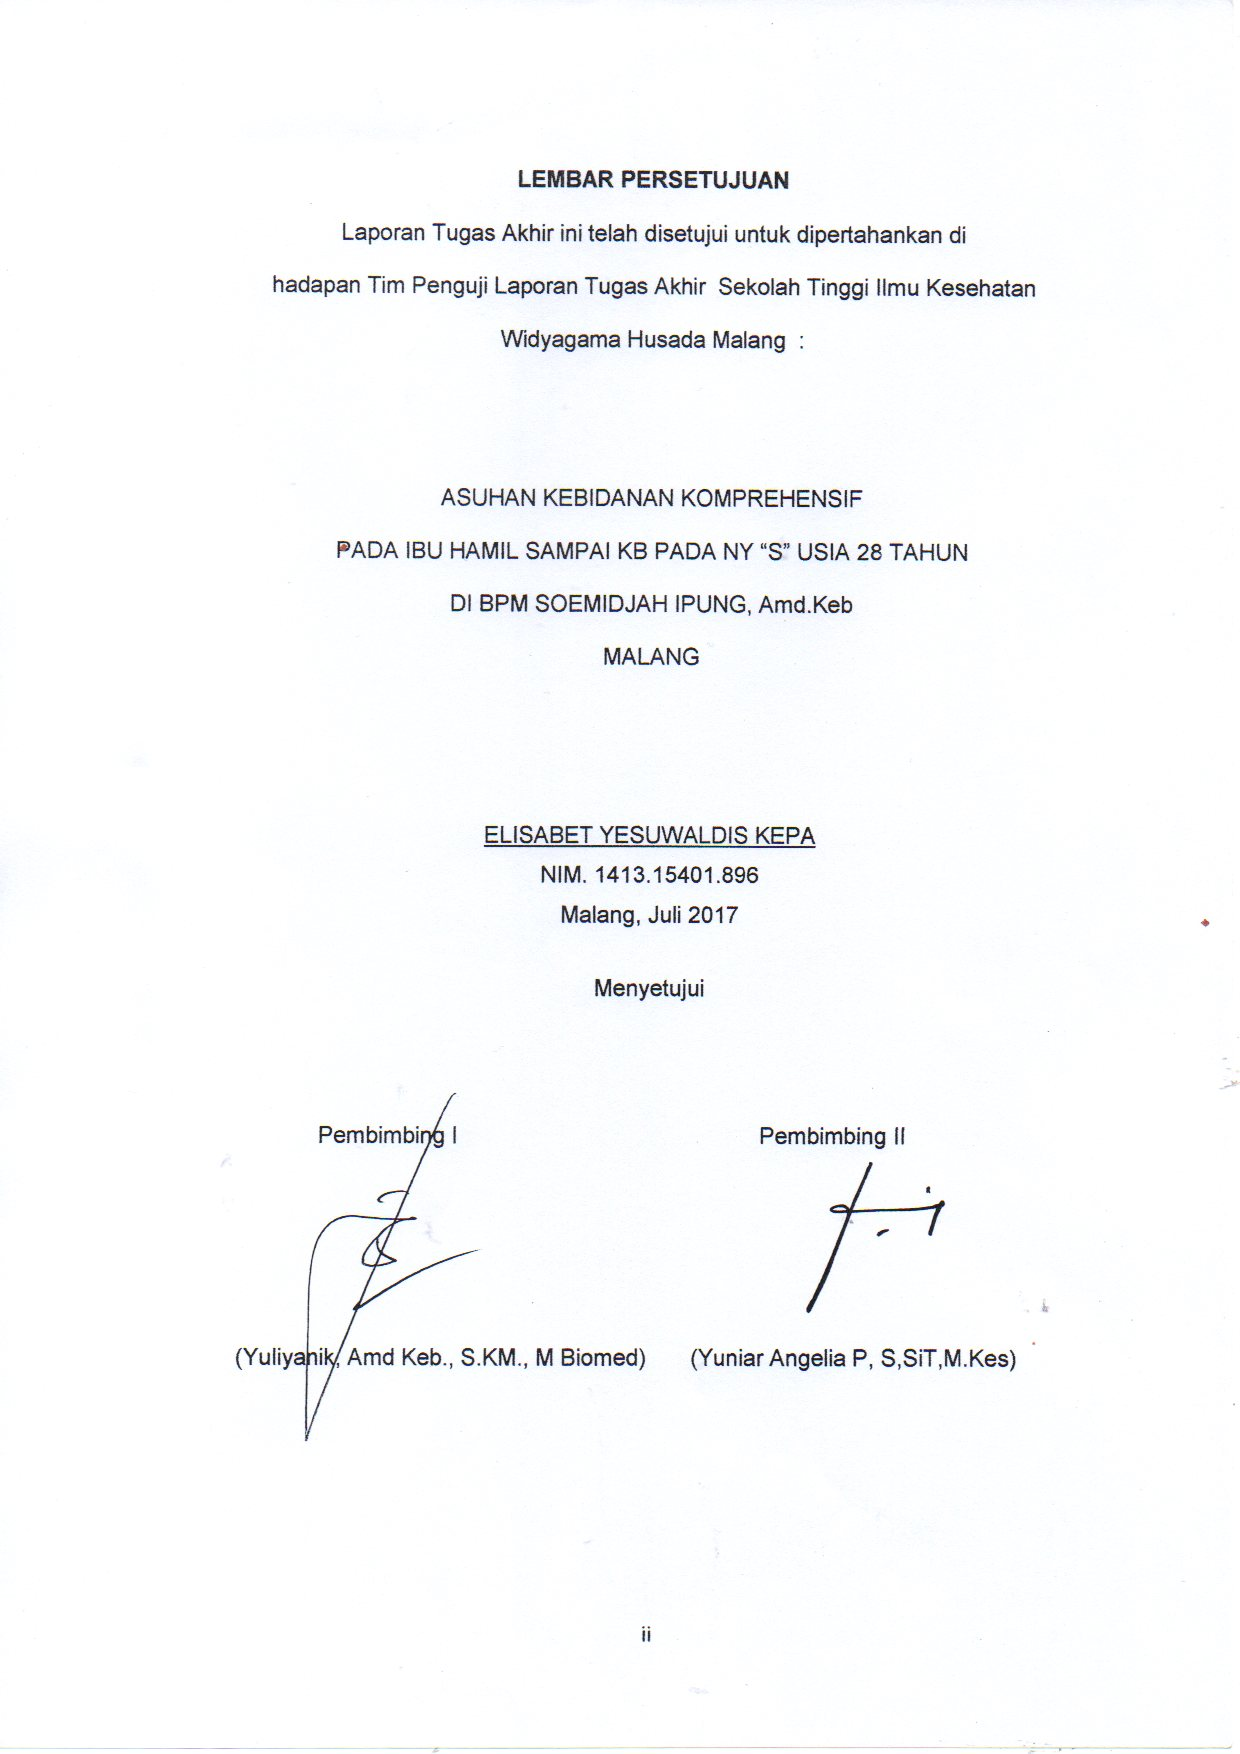 LEMBAR PERSETUJUAN
Laporan Tugas Akhir ini telah disetujui untuk dipertahankan di
hadapan Tim Penguji Laporan Tugas Akhir Sekolah Tinggi Ilmu Kesehatan
Widyagama Husada Malang :
ASUHAN KEBIDANAN KOMPREHENSIF
PADA IBU HAMIL SAMPAI KB PADA NY “S” USIA 28 TAHUN
DI BPM SOEMIDJAH IPUNG, Amd.Keb
MALANG
ELISABET YESUWALDIS KEPA
NIM. 1413.15401.896
Malang, Juli 2017
Menyetujui
Pembimbing I Pembimbing II
(Yuliyanik, Amd Keb., S.KM., M Biomed) (Yuniar Angelia P, S,SiT,M.Kes)
ii